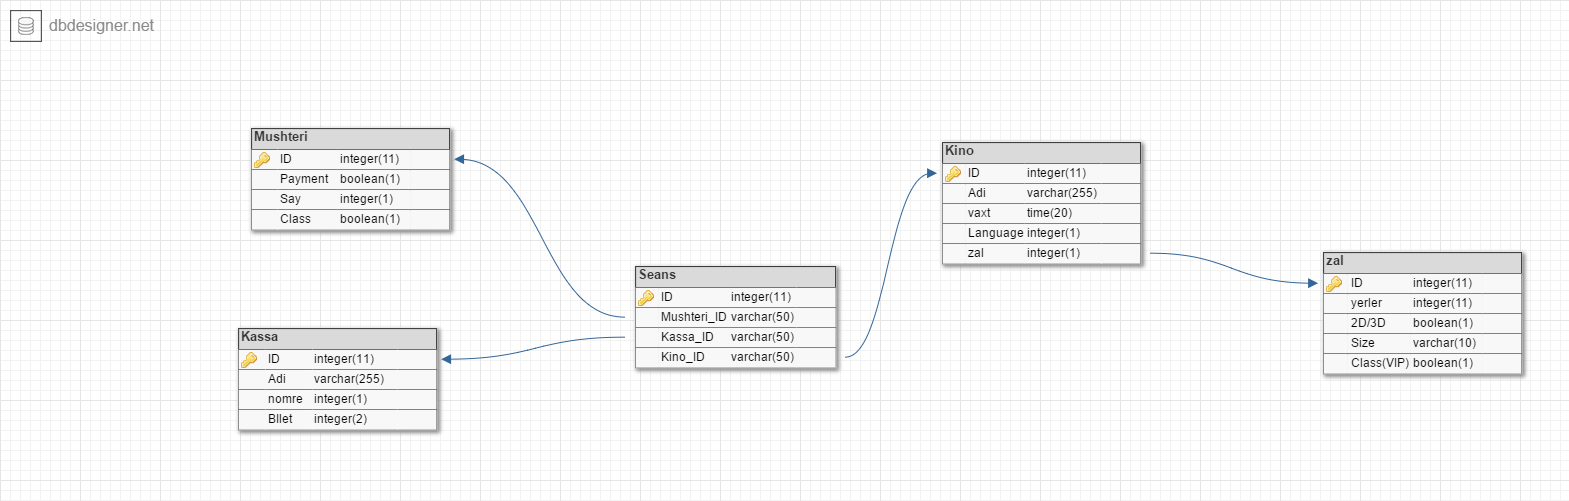 dbdesigner.net
Mushteri
ID integer(11)
Payment boolean(1)
Say integer(1)
Class boolean(1)
Kassa
ID integer(11)
Adi varchar(255)
nomre integer(1)
BIlet integer(2)
Seans
ID integer(11)
Mushteri_ID varchar(50)
Kassa_ID varchar(50)
Kino_ID varchar(50)
Kino
ID integer(11)
Adi varchar(255)
vaxt time(20)
Language integer(1)
zal integer(1)
zal
ID integer(11)
yerler integer(11)
2D/3D boolean(1)
Size varchar(10)
Class(VIP) boolean(1)